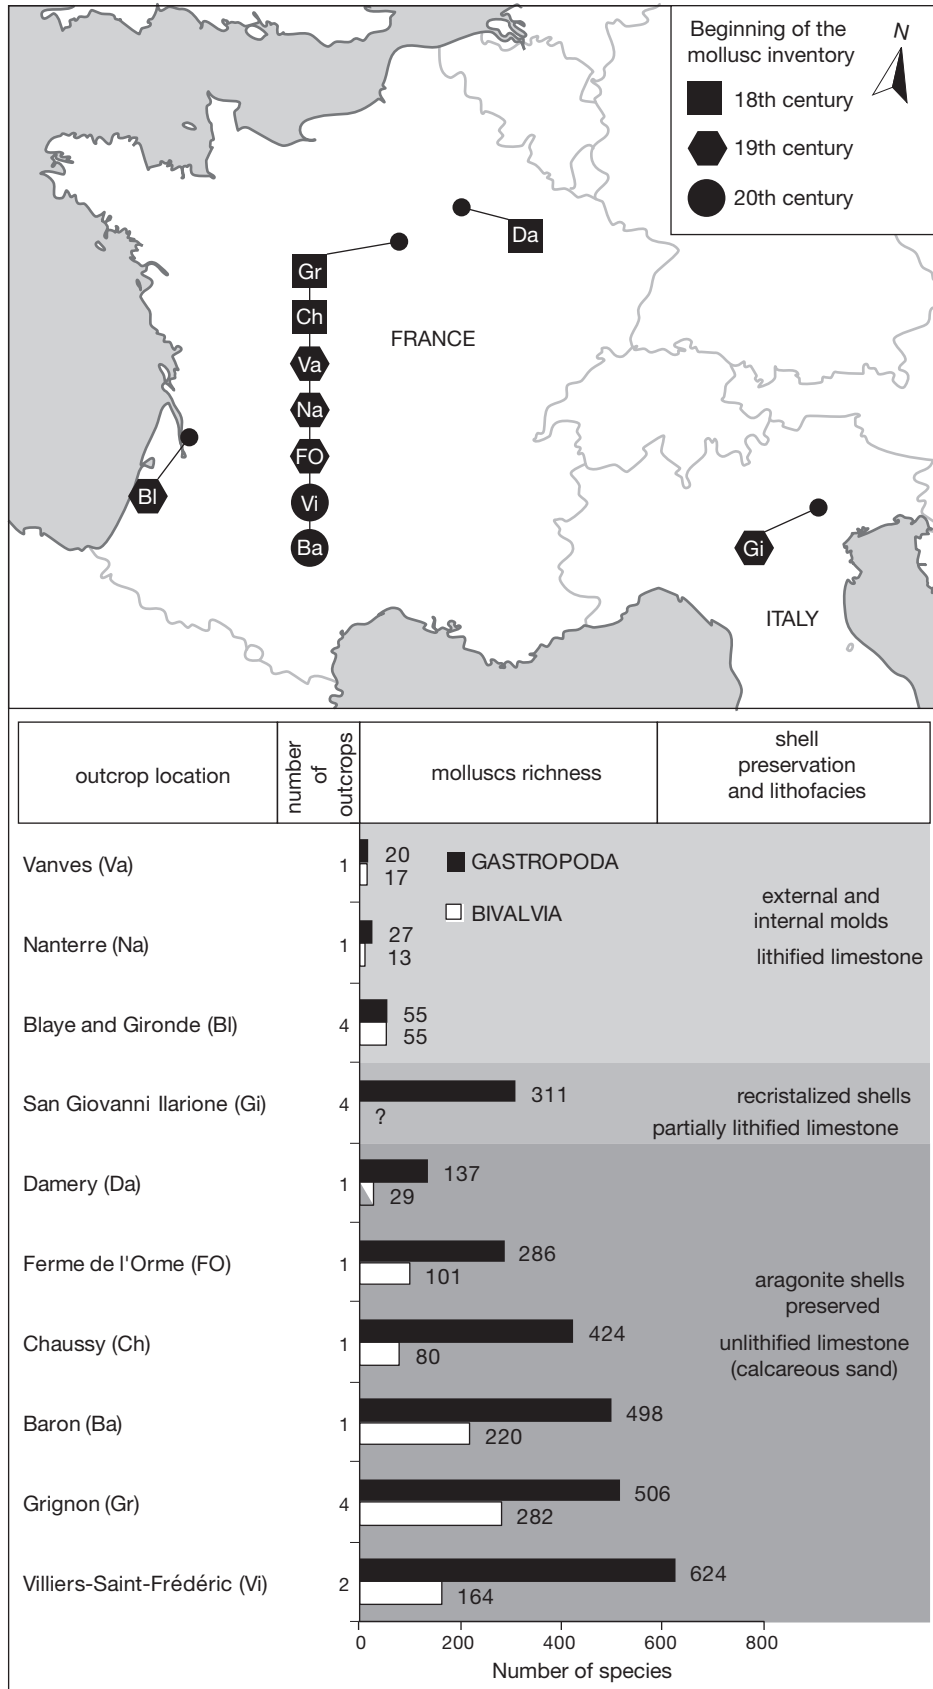 Beginning of the
mollusc inventory
N
18th century
19th century
20th century
Da
Gr
Ch
FRANCE
Va
Na
FO
Bl
Vi
Ba
Gi
ITALY
outcrop location
number
of
outcrops
molluscs richness
shell
preservation
and lithofacies
Vanves (Va)
1
20
17
GASTROPODA
BIVALVIA
external and
internal molds
lithified limestone
Nanterre (Na)
1
27
13
Blaye and Gironde (Bl)
4
55
55
San Giovanni Ilarione (Gi)
4
311
?
recristalized shells
partially lithified limestone
Damery (Da)
1
137
29
Ferme de l'Orme (FO)
1
286
101
aragonite shells
preserved
unlithified limestone
(calcareous sand)
Chaussy (Ch)
1
424
80
Baron (Ba)
1
498
220
Grignon (Gr)
4
506
282
Villiers-Saint-Frédéric (Vi)
2
624
164
0 200 400 600 800
Number of species